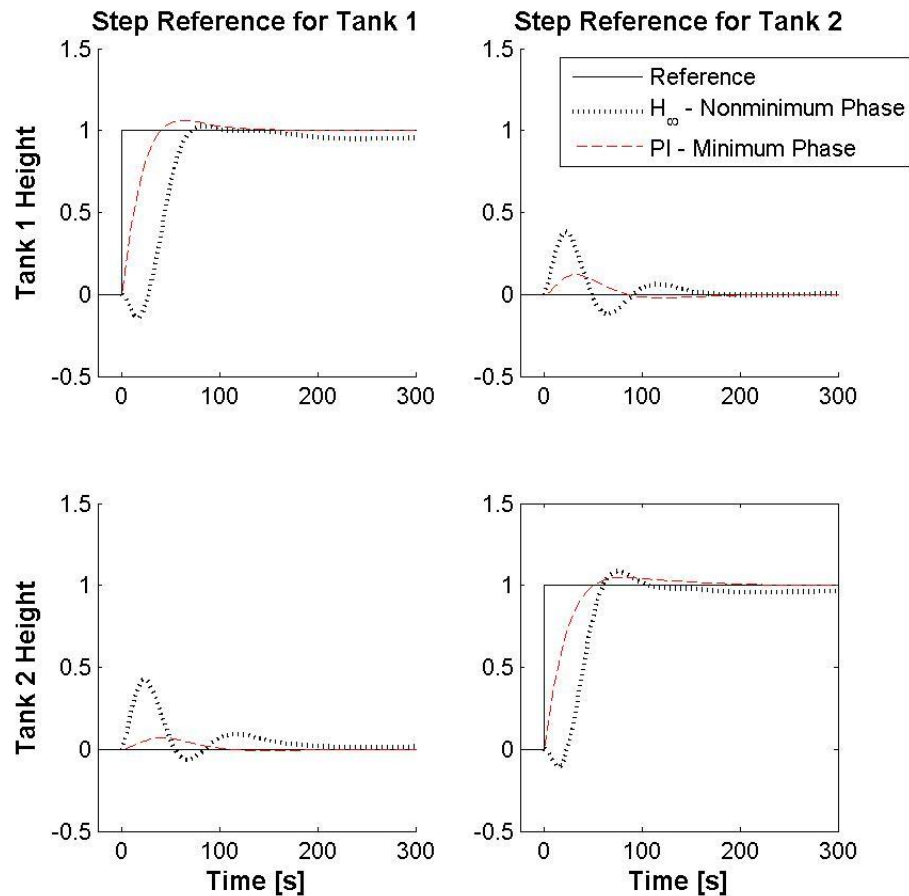 Step Reference for Tank 1
Step Reference for Tank 2
Tank 1 Height
1.5
1
0.5
0
-0.5
0 100 200 300
1.5
1
0.5
0
-0.5
0 100 200 300
Reference
H∞ - Nonminimum Phase
PI - Minimum Phase
Tank 2 Height
1.5
1
0.5
0
-0.5
0 100 200 300
Time [s]
1.5
1
0.5
0
-0.5
0 100 200 300
Time [s]